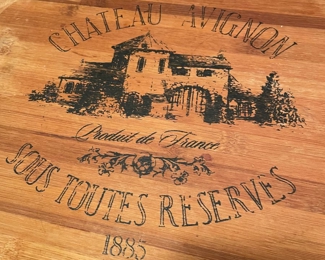 CHATEAU AVIGNON
Produit de France
SOUS TOUTES RESERVES
1885